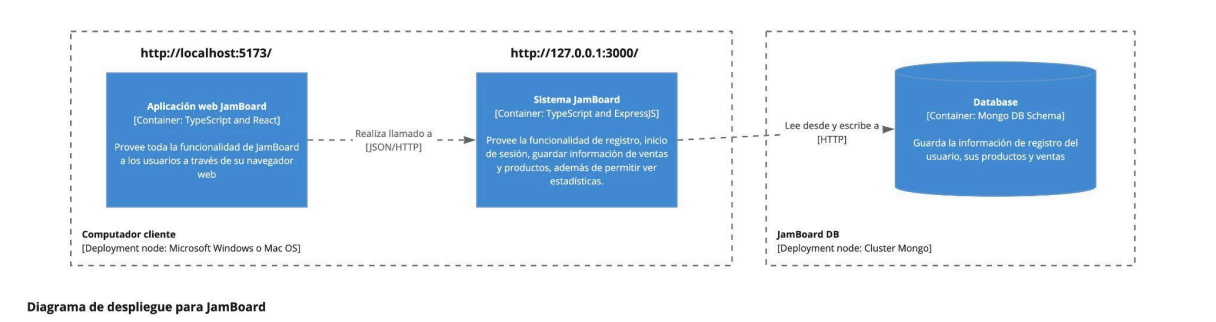 http://localhost:5173/
http://127.0.0.1:3000/
Aplicación web JamBoard
[Container: TypeScript and React]
Provee toda la funcionalidad de JamBoard
a los usuarios a través de su navegador
web
Realiza llamado a
[JSON/HTTP]
Sistema JamBoard
[Container: TypeScript and ExpressJS]
Provee la funcionalidad de registro, inicio
de sesión, guardar información de ventas
y productos, además de permitir ver
estadísticas.
Lee desde y escribe a
[HTTP]
Database
[Container: Mongo DB Schema]
Guarda la información de registro del
usuario, sus productos y ventas
Computador cliente
[Deployment node: Microsoft Windows o Mac OS]
JamBoard DB
[Deployment node: Cluster Mongo]
Diagrama de despliegue para JamBoard